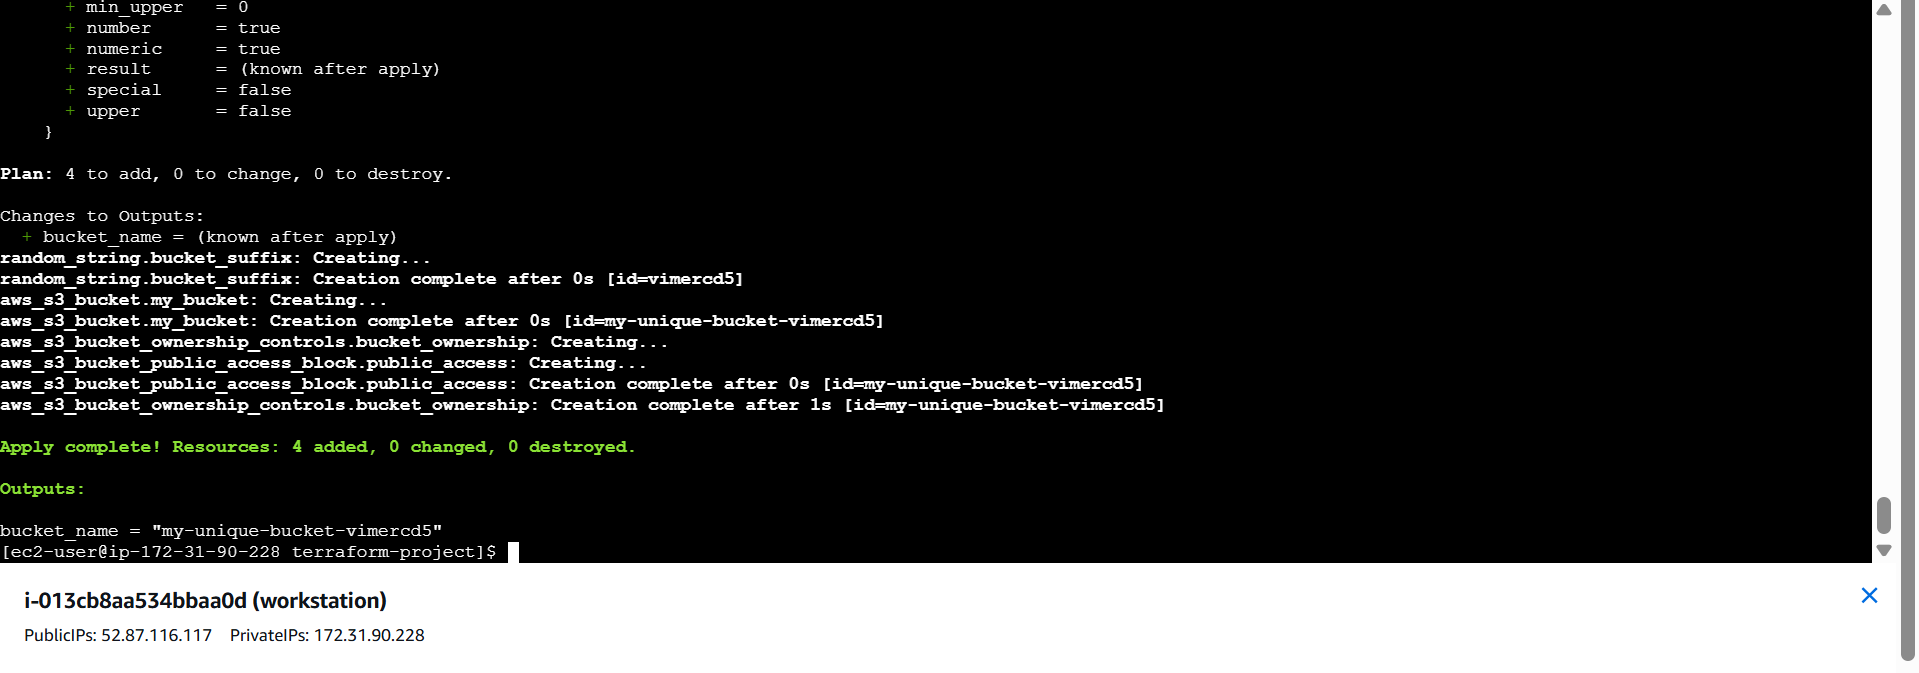 + min_upper   = 0
+ number      = true
+ numeric     = true
+ result      = (known after apply)
+ special     = false
+ upper       = false
}
Plan: 4 to add, 0 to change, 0 to destroy.
Changes to Outputs:
+ bucket_name = (known after apply)
random_string.bucket_suffix: Creating...
random_string.bucket_suffix: Creation complete after 0s [id=vimercd5]
aws_s3_bucket.my_bucket: Creating...
aws_s3_bucket.my_bucket: Creation complete after 0s [id=my-unique-bucket-vimercd5]
aws_s3_bucket_ownership_controls.bucket_ownership: Creating...
aws_s3_bucket_public_access_block.public_access: Creating...
aws_s3_bucket_public_access_block.public_access: Creation complete after 0s [id=my-unique-bucket-vimercd5]
aws_s3_bucket_ownership_controls.bucket_ownership: Creation complete after 1s [id=my-unique-bucket-vimercd5]
Apply complete! Resources: 4 added, 0 changed, 0 destroyed.
Outputs:
bucket_name = "my-unique-bucket-vimercd5"
[ec2-user@ip-172-31-90-228 terraform-project]$
i-013cb8aa534bbaa0d (workstation)
PublicIPs: 52.87.116.117   PrivateIPs: 172.31.90.228